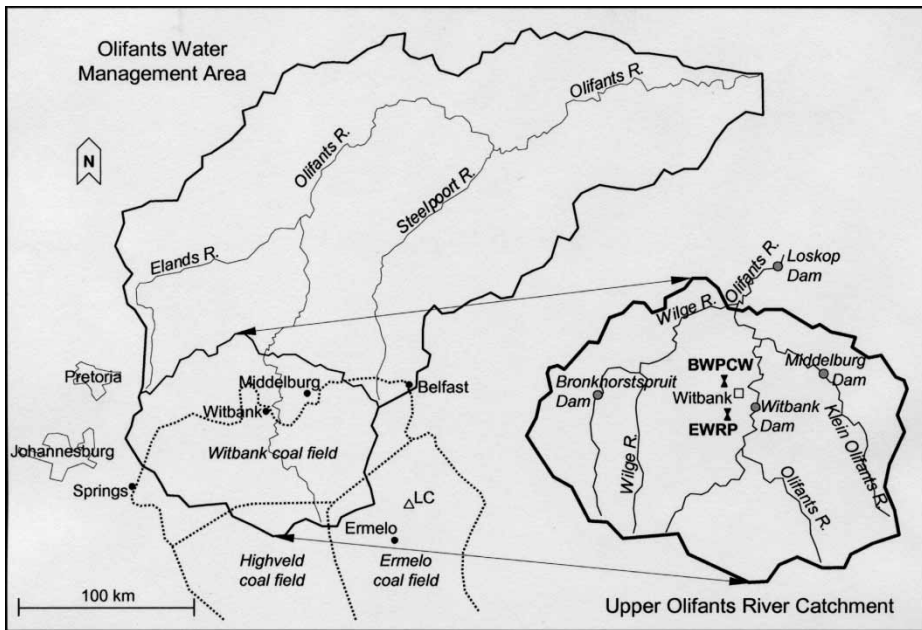 Olifants Water
Management Area
N
Olifants R.
Olifants R.
Steelpoort R.
Elands R.
Pretoria
Johannesburg
Springs
Middelburg
Witbank
Belfast
Witbank coal field
LC
Ermelo
Highveld
coal field
Ermelo
coal field
100 km
Loskop
Dam
Olifants R.
Wilge R.
BWPCW
Middelburg
Dam
Bronkhorstspruit
Dam
Witbank
EWRP
Witbank
Dam
Klein Olifants R.
Wilge R.
Olifants R.
Upper Olifants River Catchment